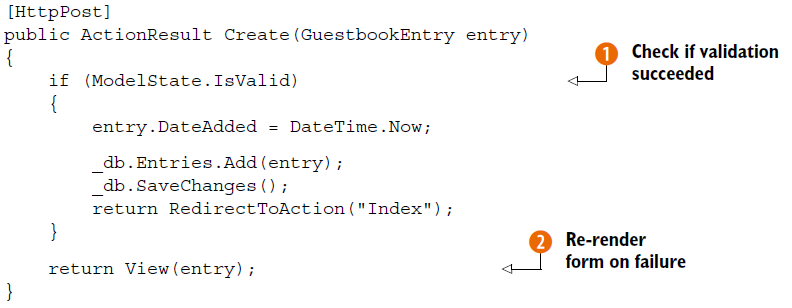 [HttpPost]
public ActionResult Create(GuestbookEntry entry)
{
1 Check if validation
succeeded
if (ModelState.IsValid)
{
entry.DateAdded = DateTime.Now;
_db.Entries.Add(entry);
_db.SaveChanges();
return RedirectToAction("Index");
}
2 Re-render
form on failure
return View(entry);
}